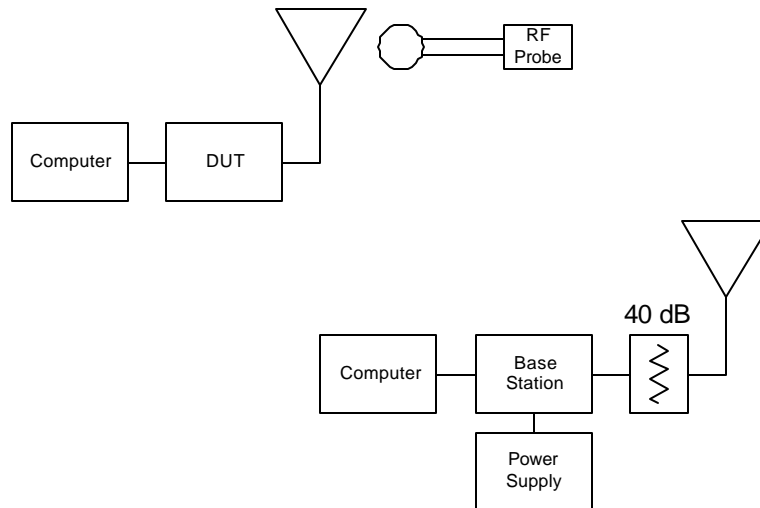 RF
Probe
Computer
DUT
40 dB
Computer
Base
Station
Power
Supply